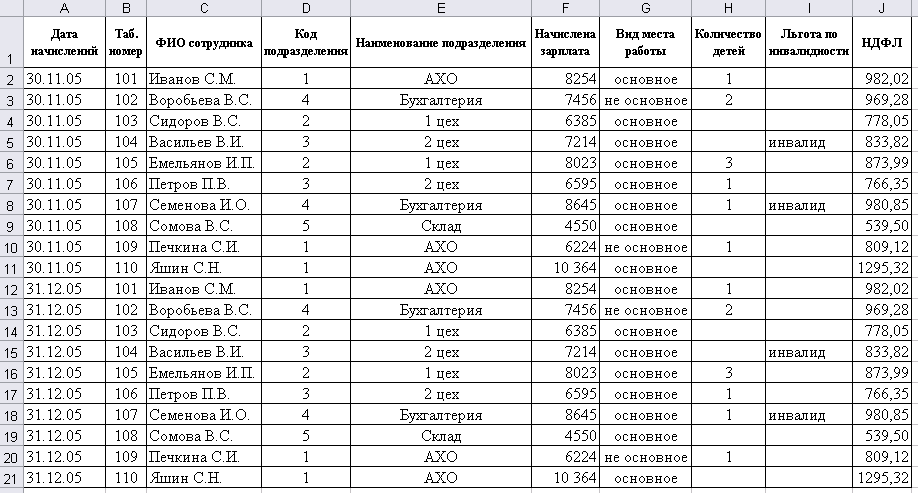 A B C D E F G H I J
1 Дата начислений Таб. номер ФИО сотрудника Код подразделения Наименование подразделения Начислена зарплата Вид места работы Количество детей Льгота по инвалидности НДФЛ
2 30.11.05 101 Иванов С.М. 1 АХО 8254 основное 1 982,02
3 30.11.05 102 Воробьева В.С. 4 Бухгалтерия 7456 не основное 2 969,28
4 30.11.05 103 Сидоров В.С. 2 1 цех 6385 основное 778,05
5 30.11.05 104 Васильев В.И. 3 2 цех 7214 основное инвалид 833,82
6 30.11.05 105 Емельянов И.П. 2 1 цех 8023 основное 3 873,99
7 30.11.05 106 Петров П.В. 3 2 цех 6595 основное 1 766,35
8 30.11.05 107 Семенова И.О. 4 Бухгалтерия 8645 основное 1 инвалид 980,85
9 30.11.05 108 Сомова В.С. 5 Склад 4550 основное 539,50
10 30.11.05 109 Печкина С.И. 1 АХО 6224 не основное 1 809,12
11 30.11.05 110 Яшин С.Н. 1 АХО 10 364 основное 1295,32
12 31.12.05 101 Иванов С.М. 1 АХО 8254 основное 1 982,02
13 31.12.05 102 Воробьева В.С. 4 Бухгалтерия 7456 не основное 2 969,28
14 31.12.05 103 Сидоров В.С. 2 1 цех 6385 основное 778,05
15 31.12.05 104 Васильев В.И. 3 2 цех 7214 основное инвалид 833,82
16 31.12.05 105 Емельянов И.П. 2 1 цех 8023 основное 3 873,99
17 31.12.05 106 Петров П.В. 3 2 цех 6595 основное 1 766,35
18 31.12.05 107 Семенова И.О. 4 Бухгалтерия 8645 основное 1 инвалид 980,85
19 31.12.05 108 Сомова В.С. 5 Склад 4550 основное 539,50
20 31.12.05 109 Печкина С.И. 1 АХО 6224 не основное 1 809,12
21 31.12.05 110 Яшин С.Н. 1 АХО 10 364 основное 1295,32